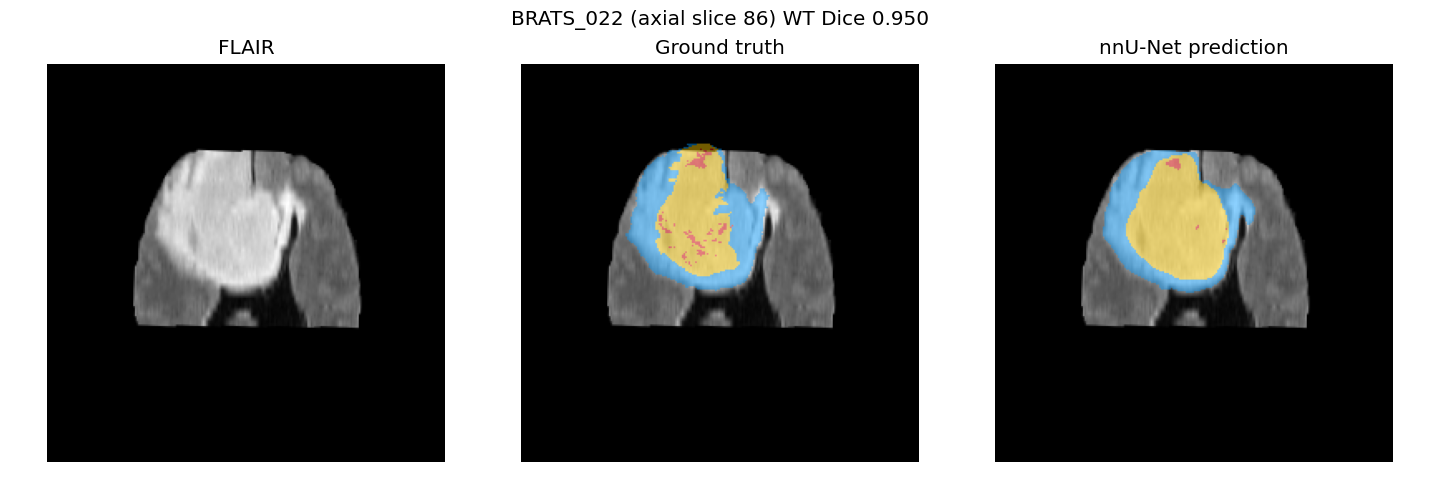 BRATS_022 (axial slice 86) WT Dice 0.950
FLAIR
Ground truth
nnU-Net prediction